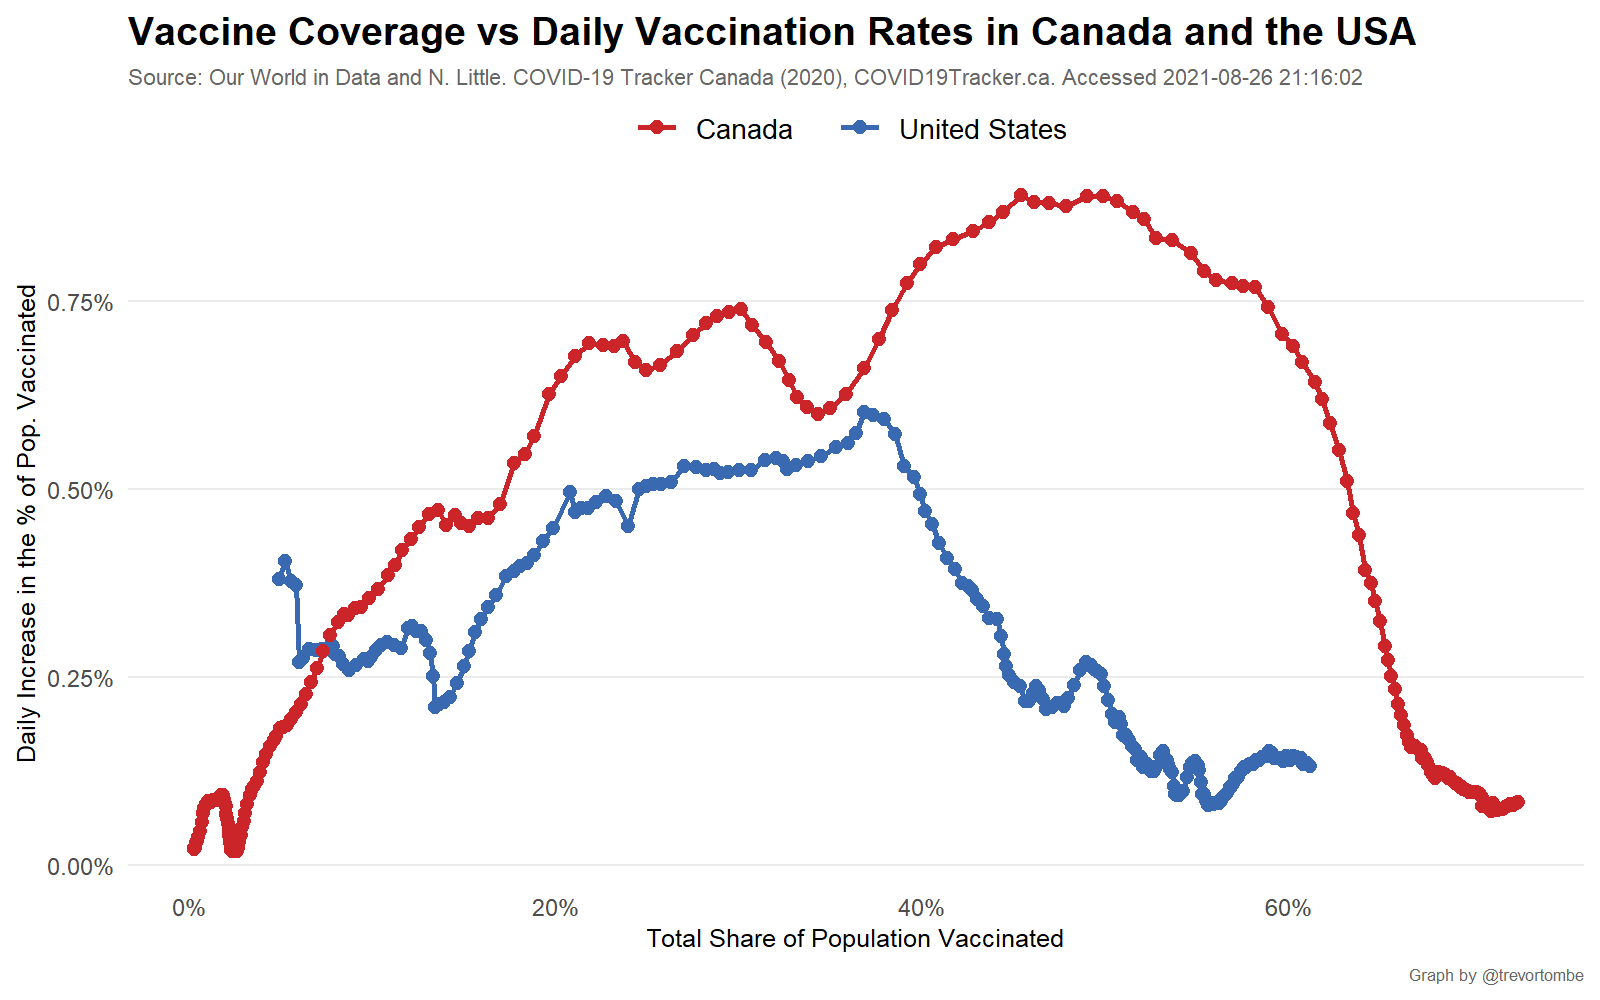 Vaccine Coverage vs Daily Vaccination Rates in Canada and the USA
Source: Our World in Data and N. Little. COVID-19 Tracker Canada (2020), COVID19Tracker.ca. Accessed 2021-08-26 21:16:02
Canada
United States
Daily Increase in the % of Pop. Vaccinated
0.75%
0.50%
0.25%
0.00%
0%
20%
40%
60%
Total Share of Population Vaccinated
Graph by @trevortombe